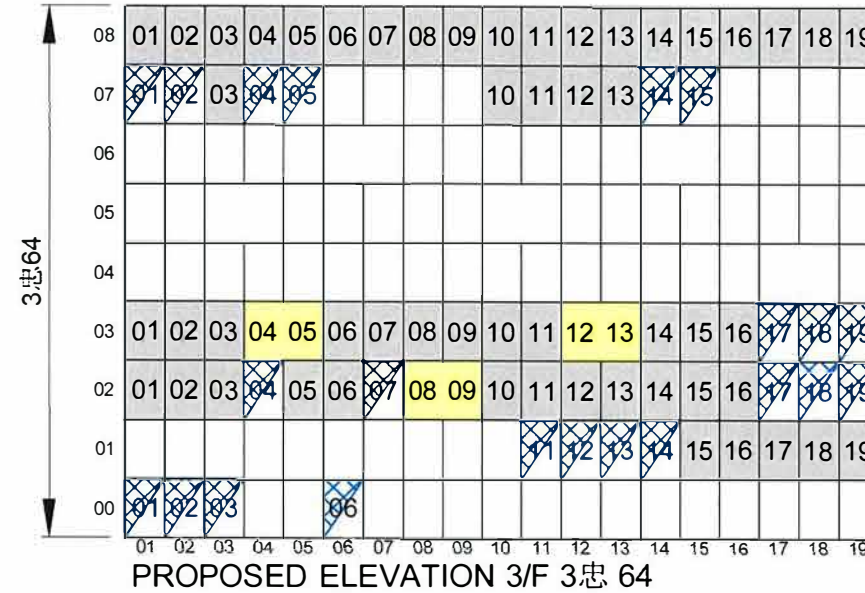 08 01 02 03 04 05 06 07 08 09 10 11 12 13 14 15 16 17 18 19
07 01 02 03 04 05 10 11 12 13 14 15
06
05
04
3忠64
03 01 02 03 04 05 06 07 08 09 10 11 12 13 14 15 16 17 18 19
02 01 02 03 04 05 06 07 08 09 10 11 12 13 14 15 16 17 18 19
01 11 12 13 14 15 16 17 18 19
00 01 02 03 06
01 02 03 04 05 06 07 08 09 10 11 12 13 14 15 16 17 18 19
PROPOSED ELEVATION 3/F 3忠 64